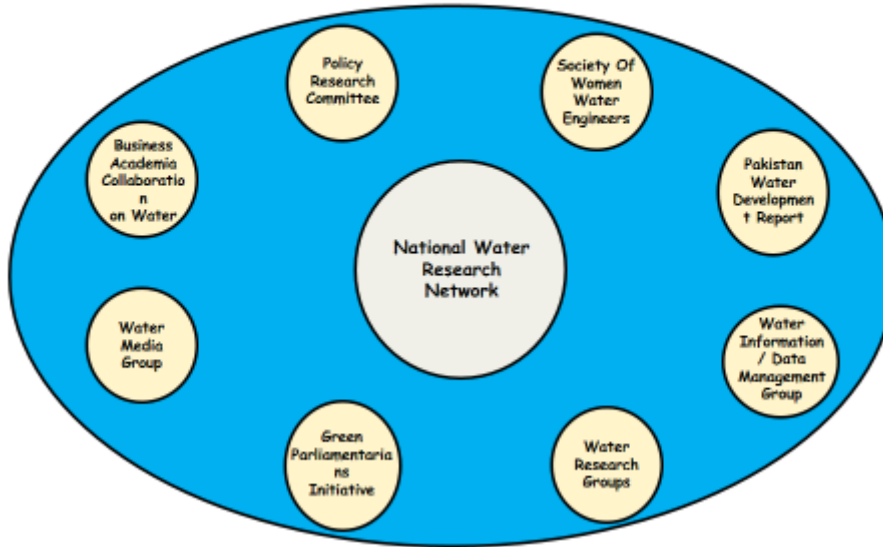 Policy
Research
Committee
Society Of
Women
Water
Engineers
Business
Academia
Collaboratio
n
on Water
Pakistan
Water
Developmen
t Report
National Water
Research
Network
Water
Media
Group
Water
Information
/ Data
Management
Group
Green
Parliamentaria
ns
Initiative
Water
Research
Groups